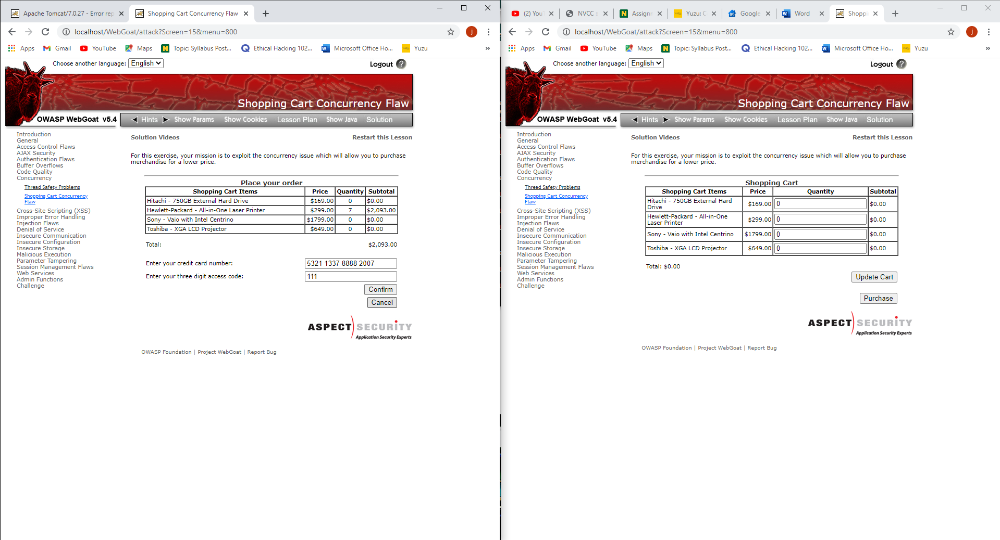 Apache Tomcat/7.0.27 - Error rep
Shopping Cart Concurrency Flaw
localhost/WebGoat/attack?Screen=15&menu=800
j
Apps Gmail YouTube Maps Topic: Syllabus Post... Ethical Hacking 102... Microsoft Office Ho... Yuzu »
Choose another language: English
Logout ?
Shopping Cart Concurrency Flaw
OWASP WebGoat v5.4
Hints Show Params Show Cookies Lesson Plan Show Java Solution
Introduction
General
Access Control Flaws
AJAX Security
Authentication Flaws
Buffer Overflows
Code Quality
Concurrency
Thread Safety Problems
Shopping Cart Concurrency
Flaw
Cross-Site Scripting (XSS)
Improper Error Handling
Injection Flaws
Denial of Service
Insecure Communication
Insecure Configuration
Insecure Storage
Malicious Execution
Parameter Tampering
Session Management Flaws
Web Services
Admin Functions
Challenge
Solution Videos Restart this Lesson
For this exercise, your mission is to exploit the concurrency issue which will allow you to purchase
merchandise for a lower price.
Place your order
Shopping Cart Items Price Quantity Subtotal
Hitachi - 750GB External Hard Drive $169.00 0 $0.00
Hewlett-Packard - All-in-One Laser Printer $299.00 7 $2,093.00
Sony - Vaio with Intel Centrino $1799.00 0 $0.00
Toshiba - XGA LCD Projector $649.00 0 $0.00
Total: $2,093.00
Enter your credit card number: 5321 1337 8888 2007
Enter your three digit access code: 111
Confirm
Cancel
ASPECT SECURITY
Application Security Experts
OWASP Foundation | Project WebGoat | Report Bug
(2) You
NVCC
Assignn
Yuzu: C
Google
Word
Shoppi
localhost/WebGoat/attack?Screen=15&menu=800
j
Apps Gmail YouTube Maps Topic: Syllabus Post... Ethical Hacking 102... Microsoft Office Ho... Yuzu »
Choose another language: English
Logout ?
Shopping Cart Concurrency Flaw
OWASP WebGoat v5.4
Hints Show Params Show Cookies Lesson Plan Show Java Solution
Introduction
General
Access Control Flaws
AJAX Security
Authentication Flaws
Buffer Overflows
Code Quality
Concurrency
Thread Safety Problems
Shopping Cart Concurrency
Flaw
Cross-Site Scripting (XSS)
Improper Error Handling
Injection Flaws
Denial of Service
Insecure Communication
Insecure Configuration
Insecure Storage
Malicious Execution
Parameter Tampering
Session Management Flaws
Web Services
Admin Functions
Challenge
Solution Videos Restart this Lesson
For this exercise, your mission is to exploit the concurrency issue which will allow you to purchase
merchandise for a lower price.
Shopping Cart
Shopping Cart Items Price Quantity Subtotal
Hitachi - 750GB External Hard
Drive $169.00 0 $0.00
Hewlett-Packard - All-in-One
Laser Printer $299.00 0 $0.00
Sony - Vaio with Intel Centrino $1799.00 0 $0.00
Toshiba - XGA LCD Projector $649.00 0 $0.00
Total: $0.00
Update Cart
Purchase
ASPECT SECURITY
Application Security Experts
OWASP Foundation | Project WebGoat | Report Bug